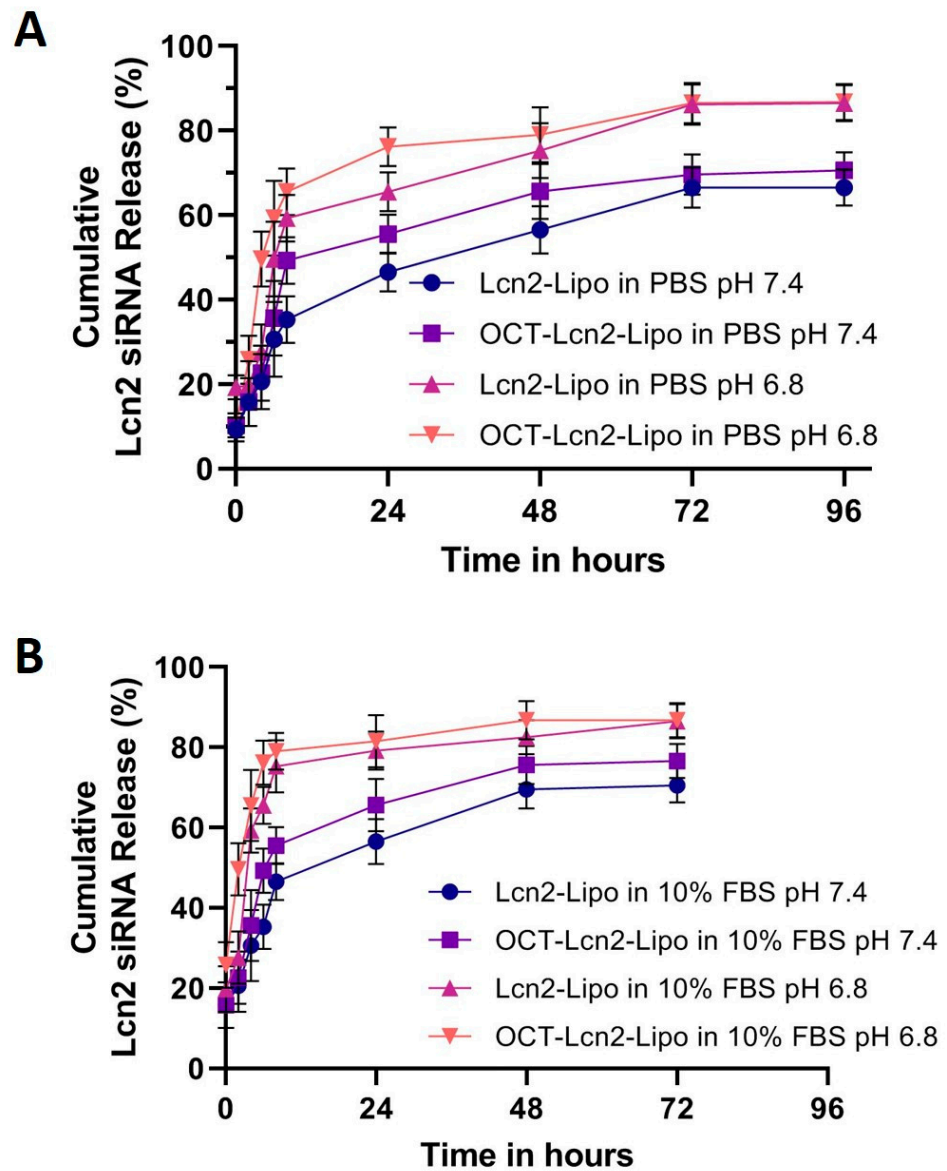 A
Cumulative
Lcn2 siRNA Release (%)
100
80
60
40
20
0
Lcn2-Lipo in PBS pH 7.4
OCT-Lcn2-Lipo in PBS pH 7.4
Lcn2-Lipo in PBS pH 6.8
OCT-Lcn2-Lipo in PBS pH 6.8
0 24 48 72 96
Time in hours
B
Cumulative
Lcn2 siRNA Release (%)
100
80
60
40
20
0
Lcn2-Lipo in 10% FBS pH 7.4
OCT-Lcn2-Lipo in 10% FBS pH 7.4
Lcn2-Lipo in 10% FBS pH 6.8
OCT-Lcn2-Lipo in 10% FBS pH 6.8
0 24 48 72 96
Time in hours